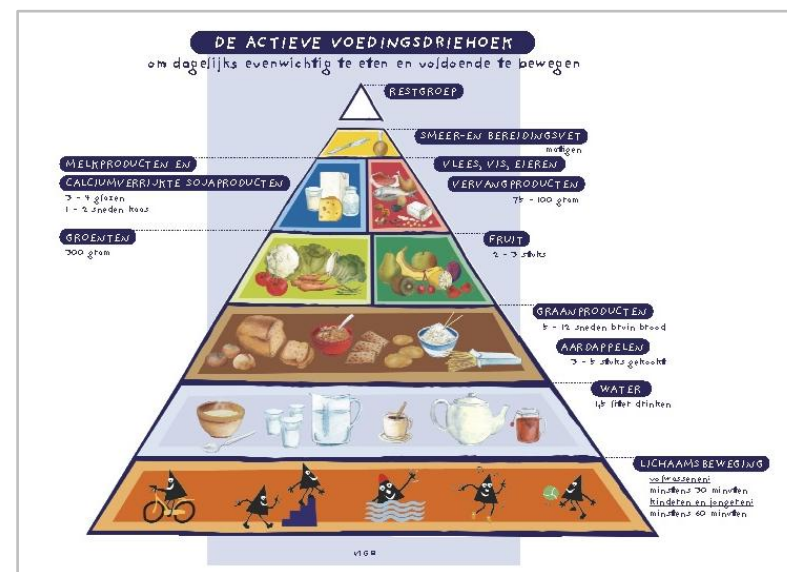 DE ACTIEVE VOEDINGSDRIEHOEK
om dagelijks evenwichtig te eten en voldoende te bewegen
RESTGROEP
SMEER-EN BEREIDINGSVET
matigen
MELKPRODUCTEN EN
CALCIUMVERRIJKTE SOJAPRODUCTEN
3 - 4 glazen
1 - 2 sneden kaas
VLEES, VIS, EIEREN
VERVANGPRODUCTEN
75 - 100 gram
GROENTEN
300 gram
FRUIT
2 - 3 stuks
GRAANPRODUCTEN
5 - 12 sneden bruin brood
AARDAPPELEN
3 - 5 stuks gekookt
WATER
1,5 liter drinken
LICHAAMSBEWEGING
volwassenen:
minstens 30 minuten
kinderen en jongeren:
minstens 60 minuten
VIG